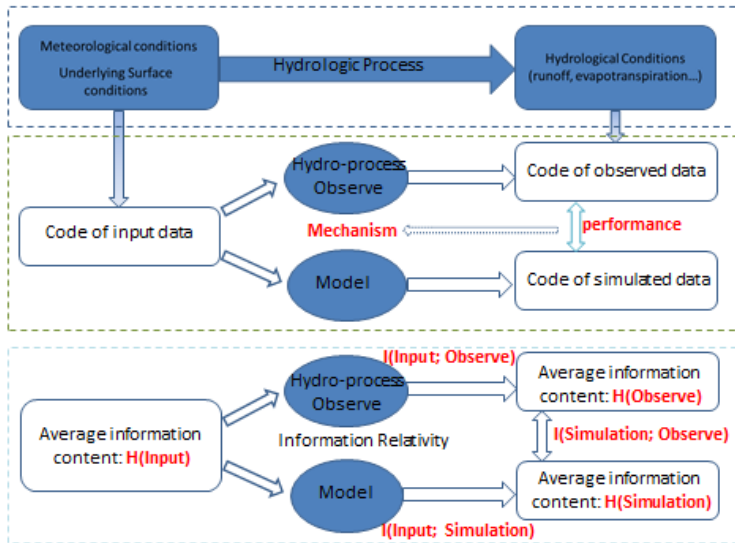 Meteorological conditions
Underlying Surface
conditions
Hydrologic Process
Hydrological Conditions
(runoff, evapotranspiration...)
Hydro-process
Observe
Code of observed data
Code of input data
Mechanism
performance
Model
Code of simulated data
I(Input; Observe)
Hydro-process
Observe
Average information
content: H(Observe)
Average information
content: H(Input)
Information Relativity
I(Simulation; Observe)
Model
Average information
content: H(Simulation)
I(Input; Simulation)